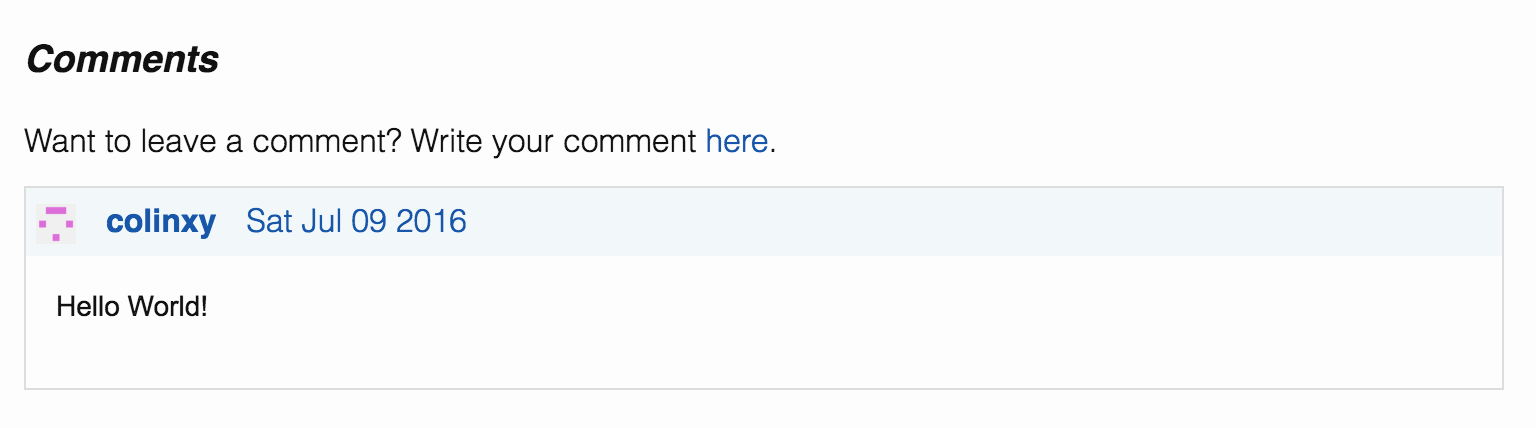 Comments
Want to leave a comment? Write your comment here.
colinxy Sat Jul 09 2016
Hello World!